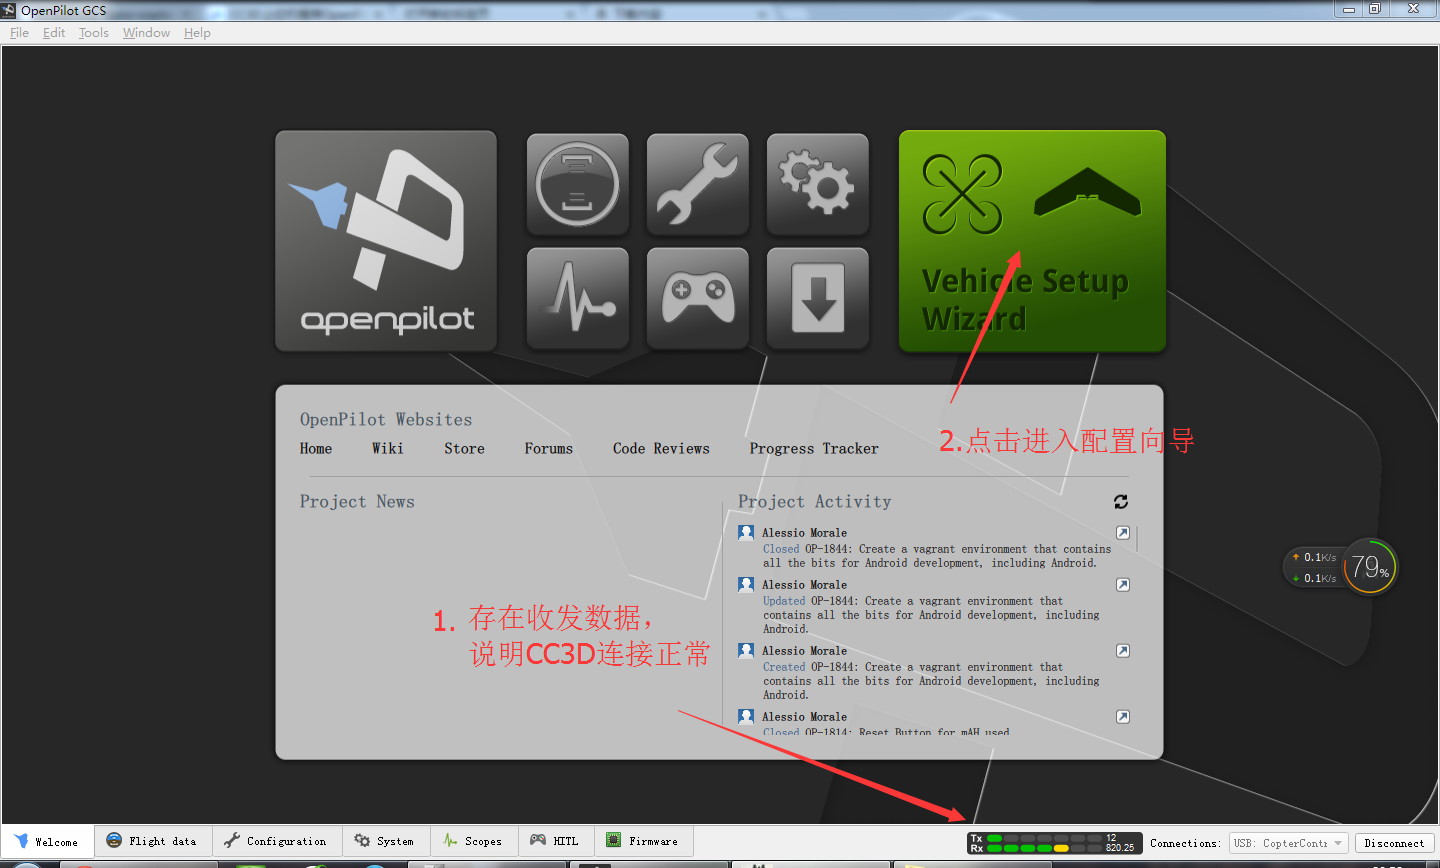 OpenPilot GCS
File Edit Tools Window Help
openpilot
Vehicle Setup
Wizard
OpenPilot Websites
Home Wiki Store Forums Code Reviews Progress Tracker
2.点击进入配置向导
Project News
Project Activity
Alessio Morale
Closed OP-1844: Create a vagrant environment that contains
all the bits for Android development, including Android.
Alessio Morale
Updated OP-1844: Create a vagrant environment that
contains all the bits for Android development, including
Android.
Alessio Morale
Created OP-1844: Create a vagrant environment that
contains all the bits for Android development, including
Android.
Alessio Morale
Closed OP-1814: Reset Button for mAH used
1. 存在收发数据，
说明CC3D连接正常
0.1K/s
0.1K/s
79%
Welcome Flight data Configuration System Scopes HITL Firmware
Tx 12
Rx 820.25
Connections: USB: CopterContr Disconnect